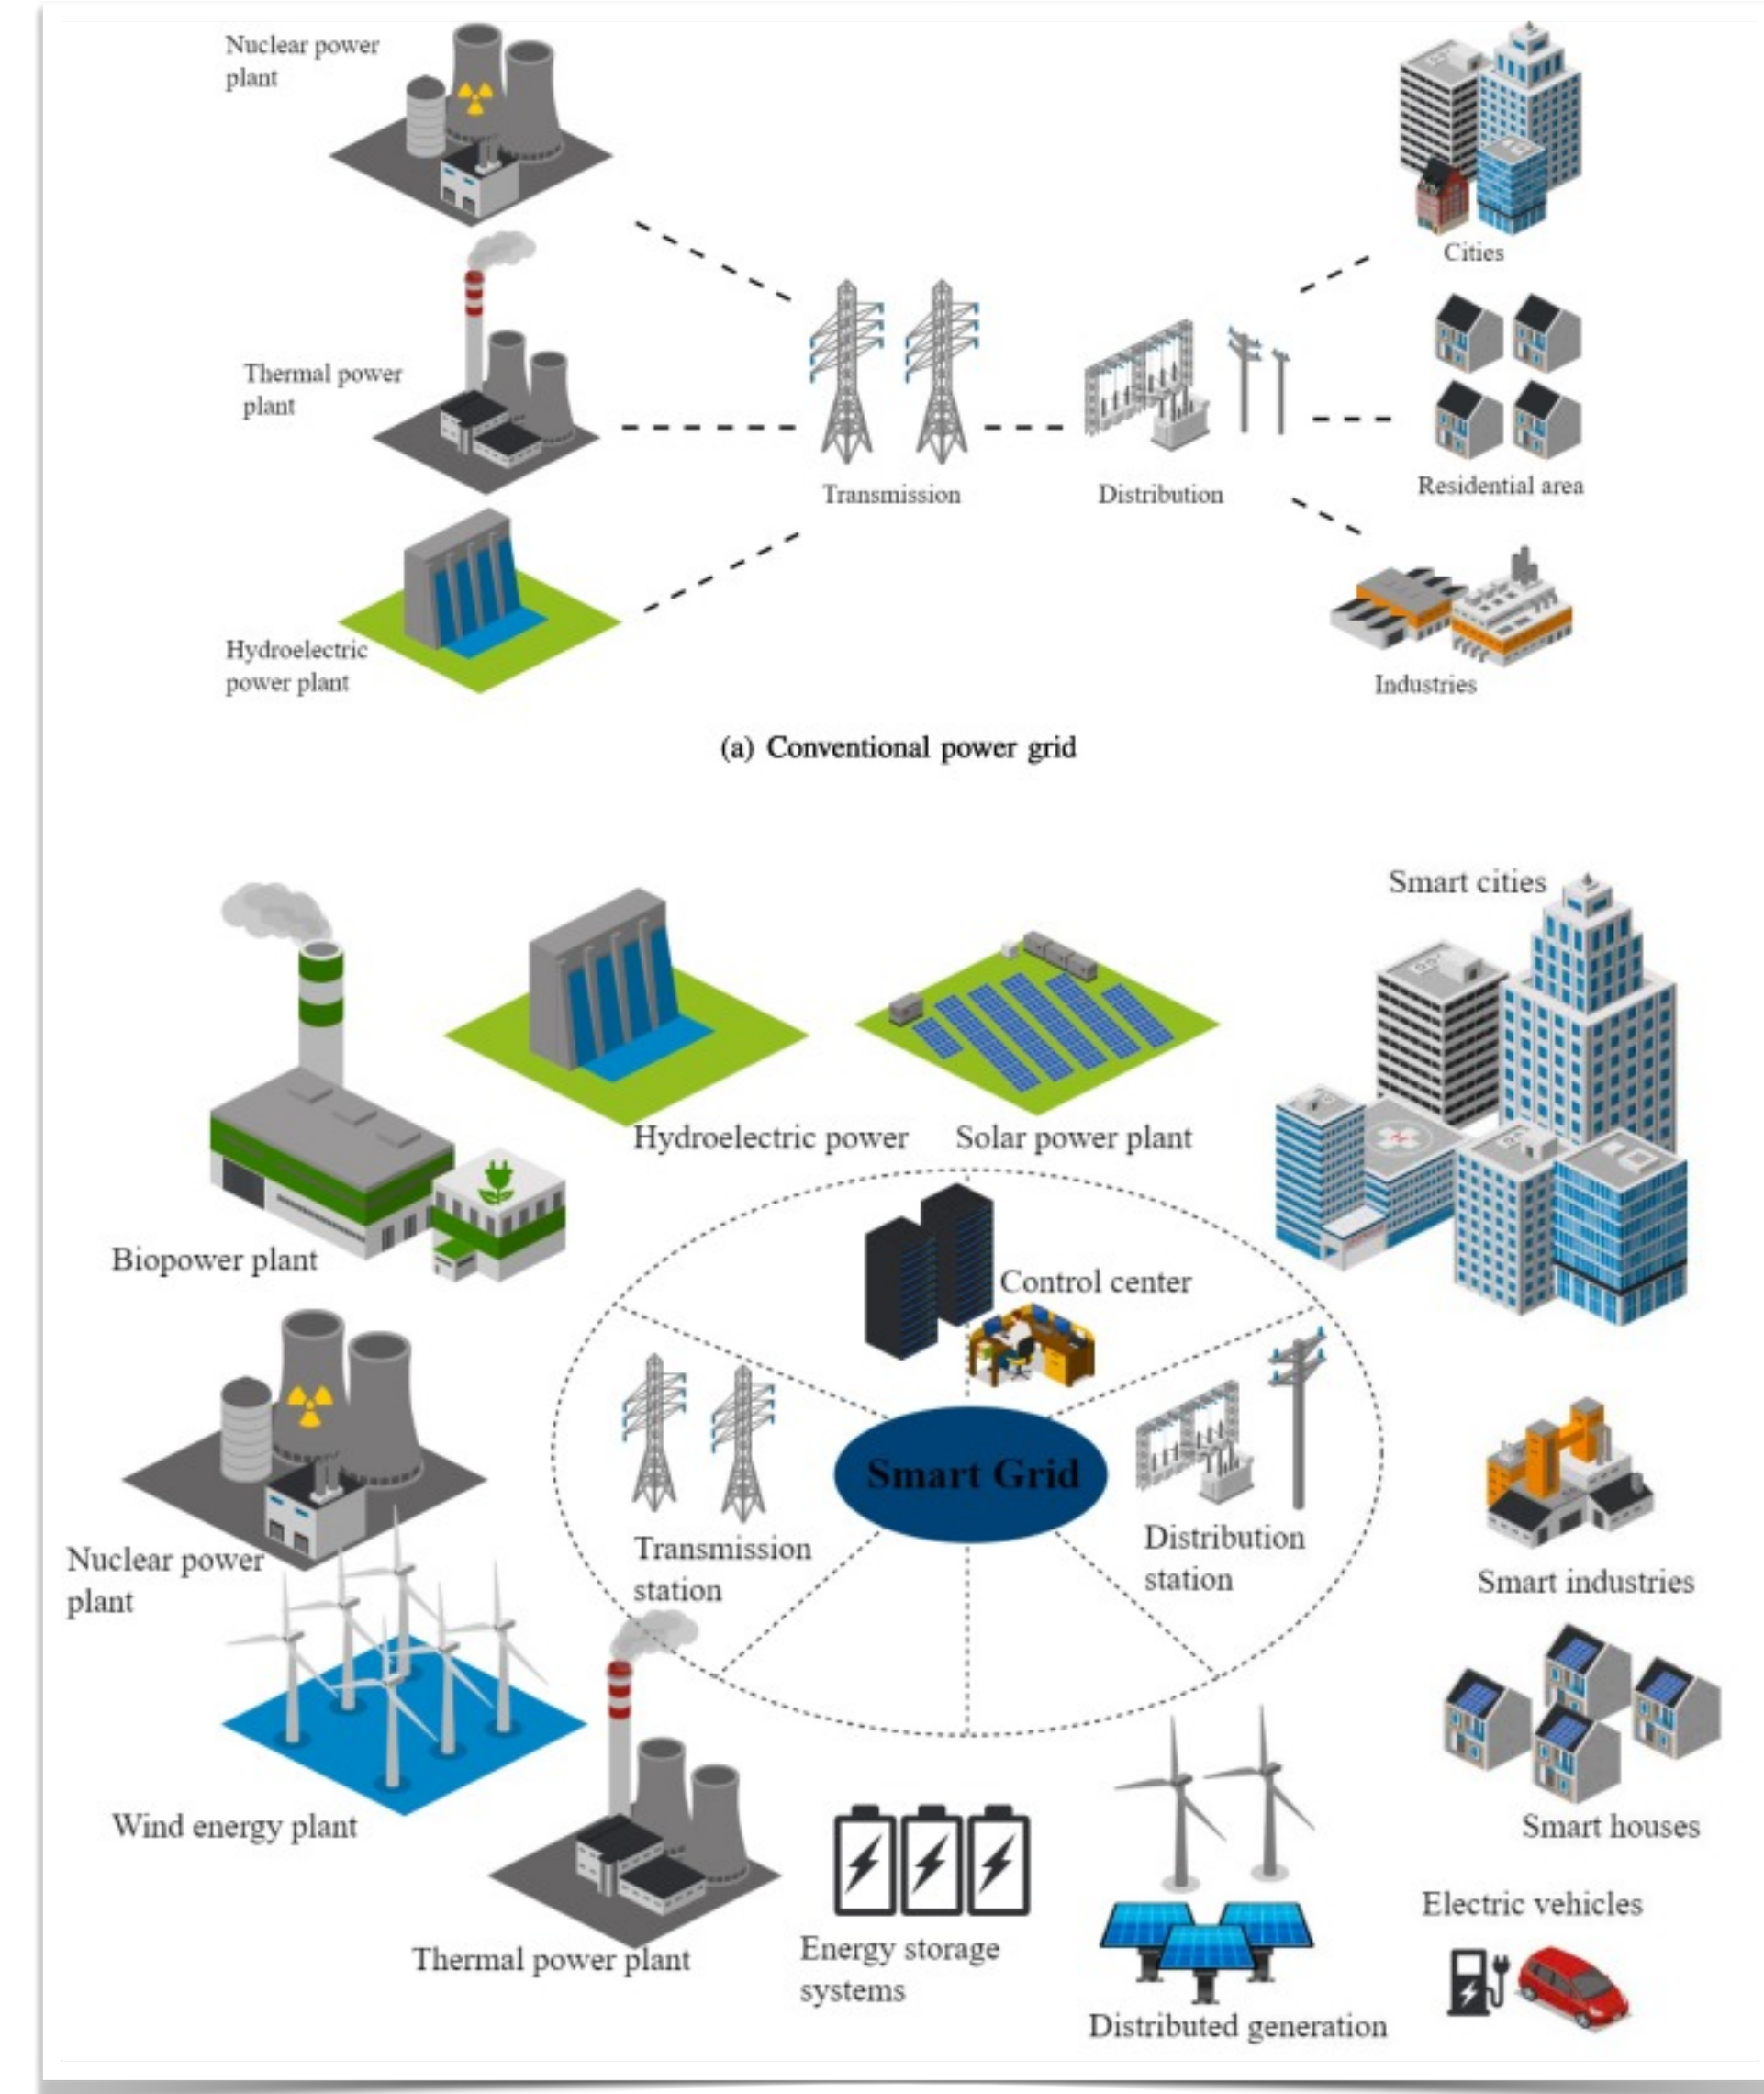 Nuclear power
plant
Cities
Thermal power
plant
Transmission
Distribution
Residential area
Hydroelectric
power plant
Industries
(a) Conventional power grid
Smart cities
Hydroelectric power
Solar power plant
Biopower plant
H
Control center
Smart Grid
Transmission
station
Distribution
station
Nuclear power
plant
Smart industries
Wind energy plant
Smart houses
Thermal power plant
Energy storage
systems
Electric vehicles
Distributed generation